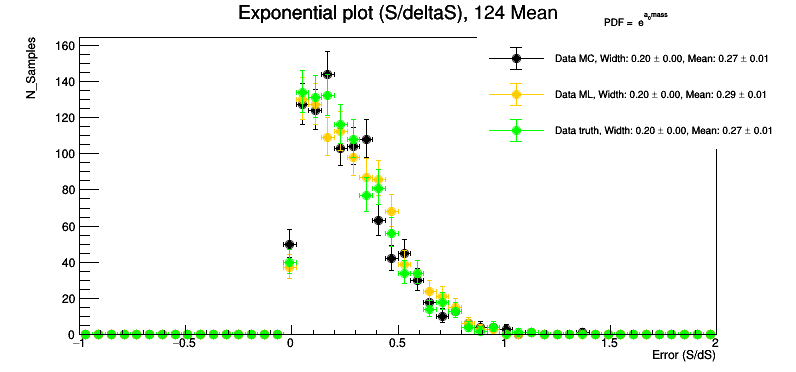 Exponential plot (S/deltaS), 124 Mean
PDF = e^a_0 mass
N_Samples
Data MC, Width: 0.20 ± 0.00, Mean: 0.27 ± 0.01
Data ML, Width: 0.20 ± 0.00, Mean: 0.29 ± 0.01
Data truth, Width: 0.20 ± 0.00, Mean: 0.27 ± 0.01
160
140
120
100
80
60
40
20
0
−1 −0.5 0 0.5 1 1.5 2
Error (S/dS)